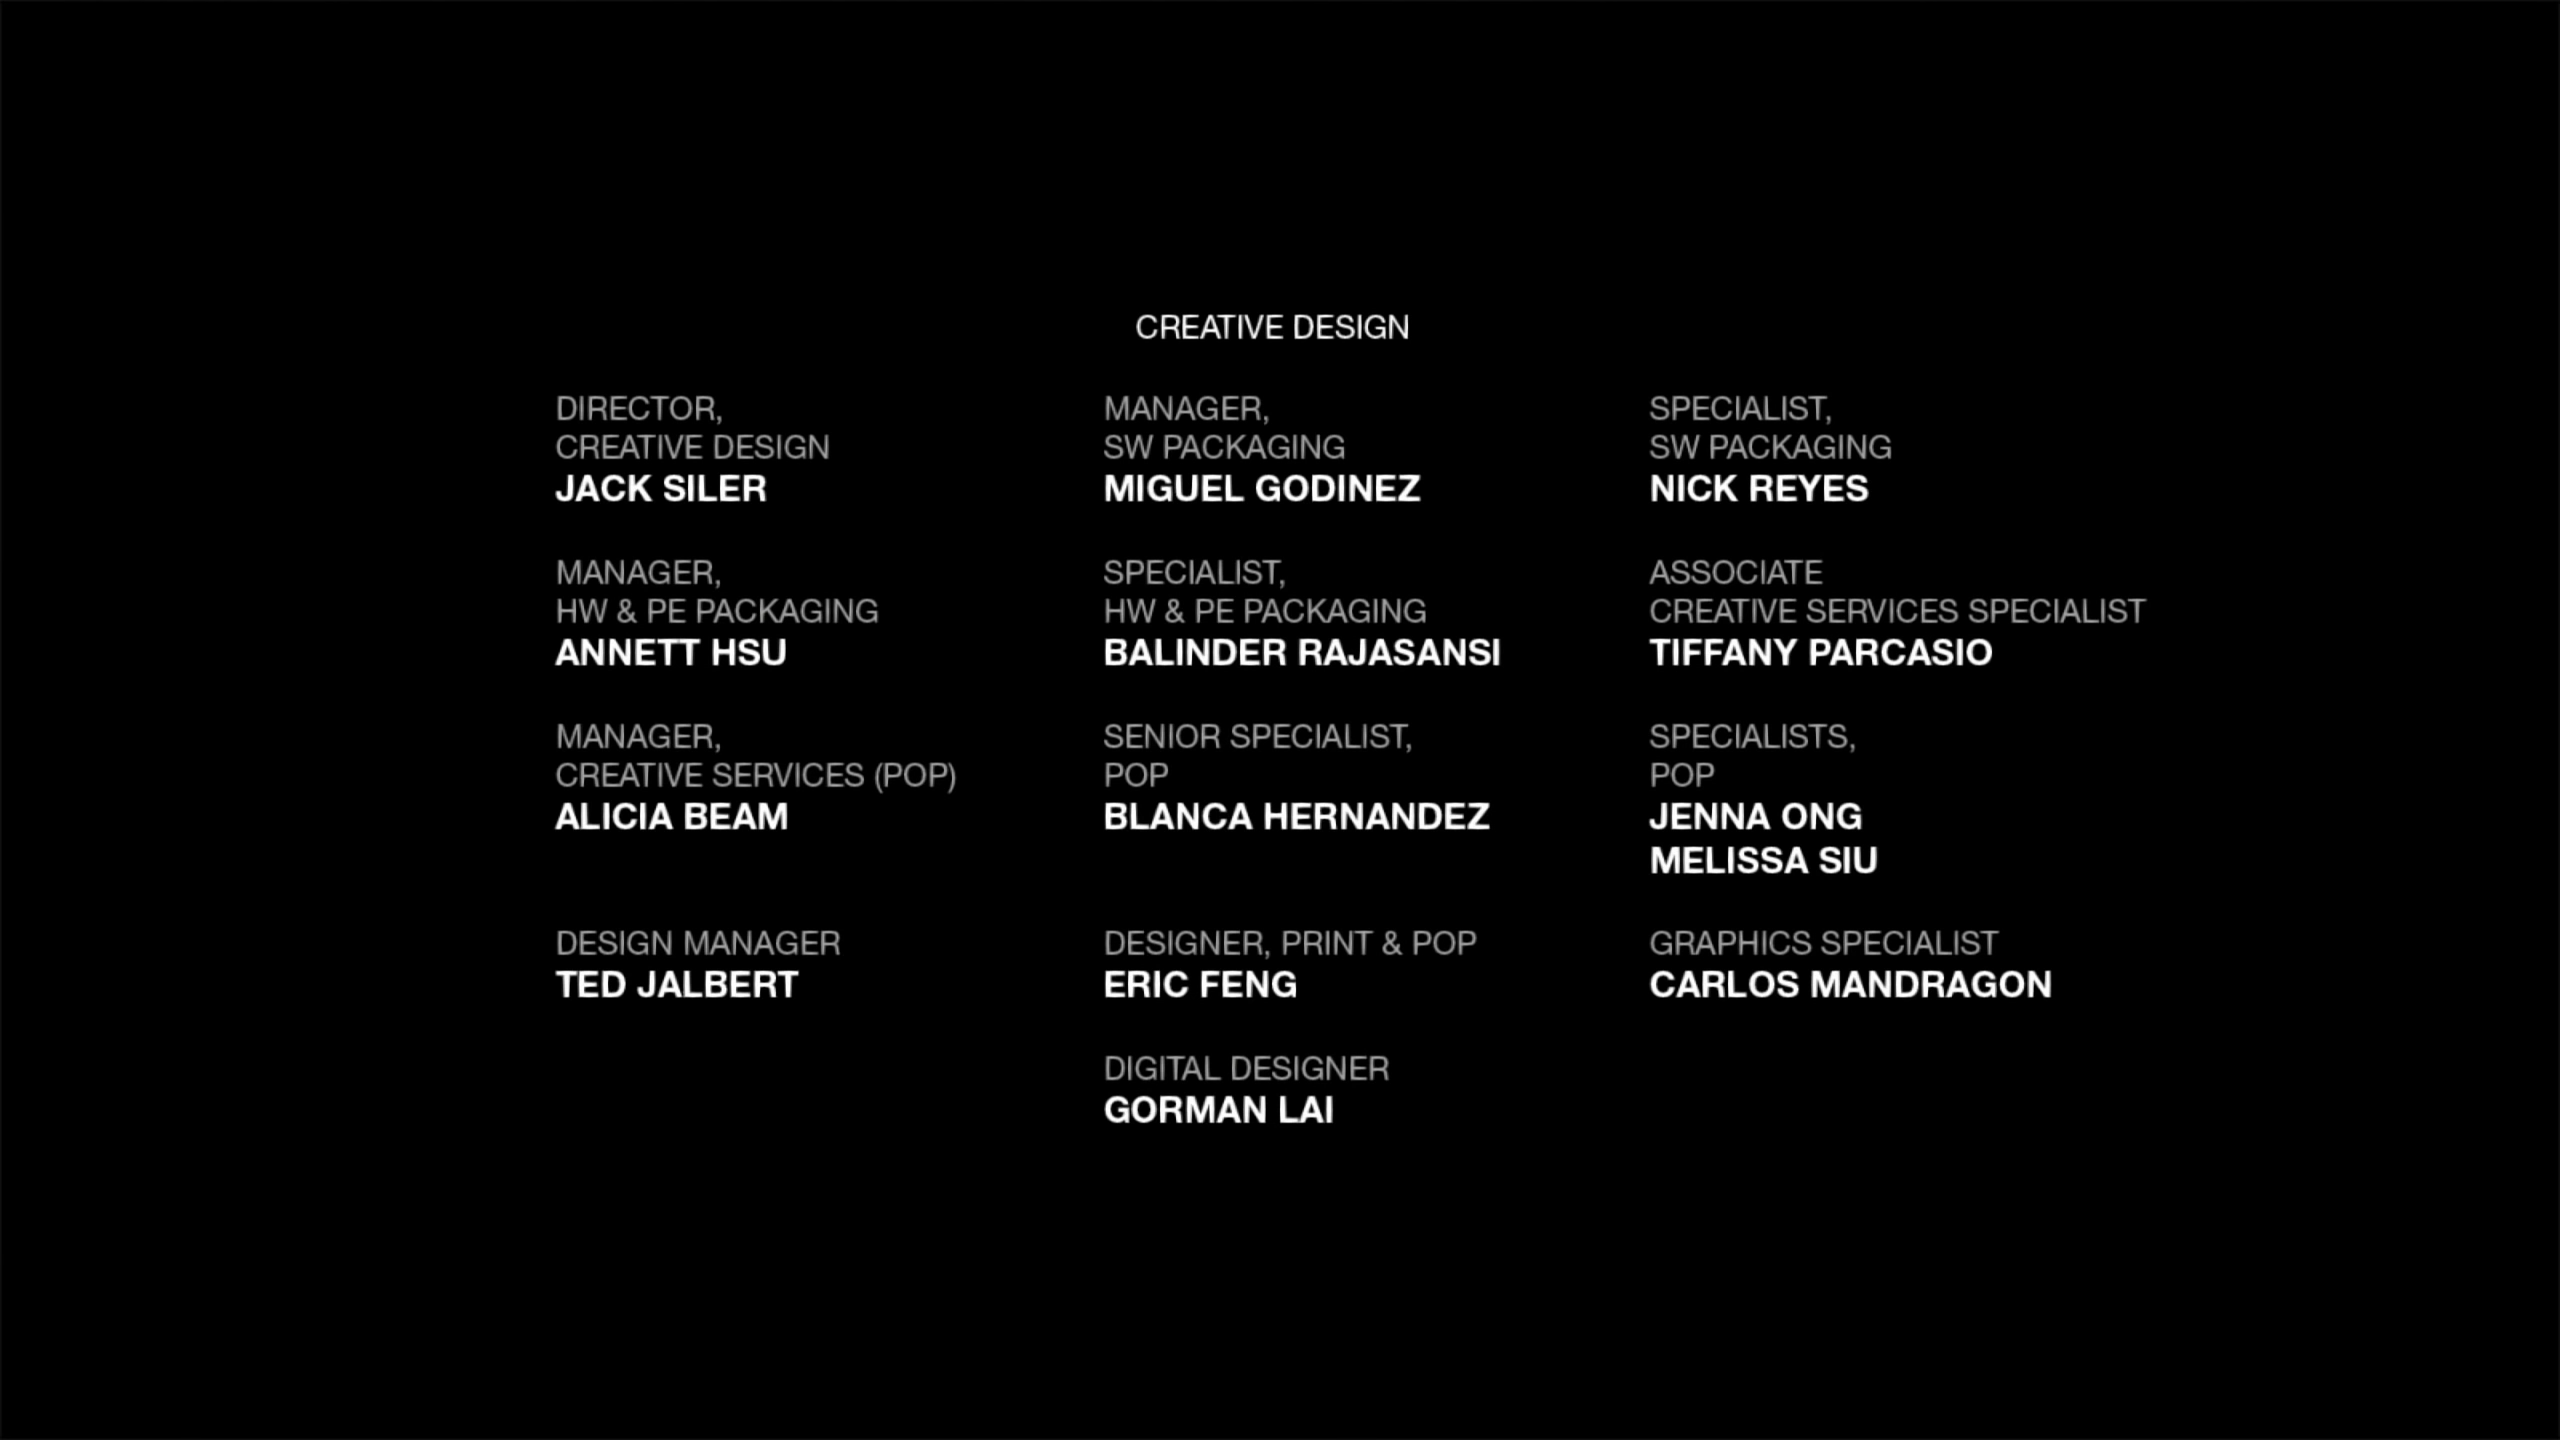 CREATIVE DESIGN
DIRECTOR,
CREATIVE DESIGN
JACK SILER
MANAGER,
SW PACKAGING
MIGUEL GODINEZ
SPECIALIST,
SW PACKAGING
NICK REYES
MANAGER,
HW & PE PACKAGING
ANNETT HSU
SPECIALIST,
HW & PE PACKAGING
BALINDER RAJASANSI
ASSOCIATE
CREATIVE SERVICES SPECIALIST
TIFFANY PARCASIO
MANAGER,
CREATIVE SERVICES (POP)
ALICIA BEAM
SENIOR SPECIALIST,
POP
BLANCA HERNANDEZ
SPECIALISTS,
POP
JENNA ONG
MELISSA SIU
DESIGN MANAGER
TED JALBERT
DESIGNER, PRINT & POP
ERIC FENG
GRAPHICS SPECIALIST
CARLOS MANDRAGON
DIGITAL DESIGNER
GORMAN LAI